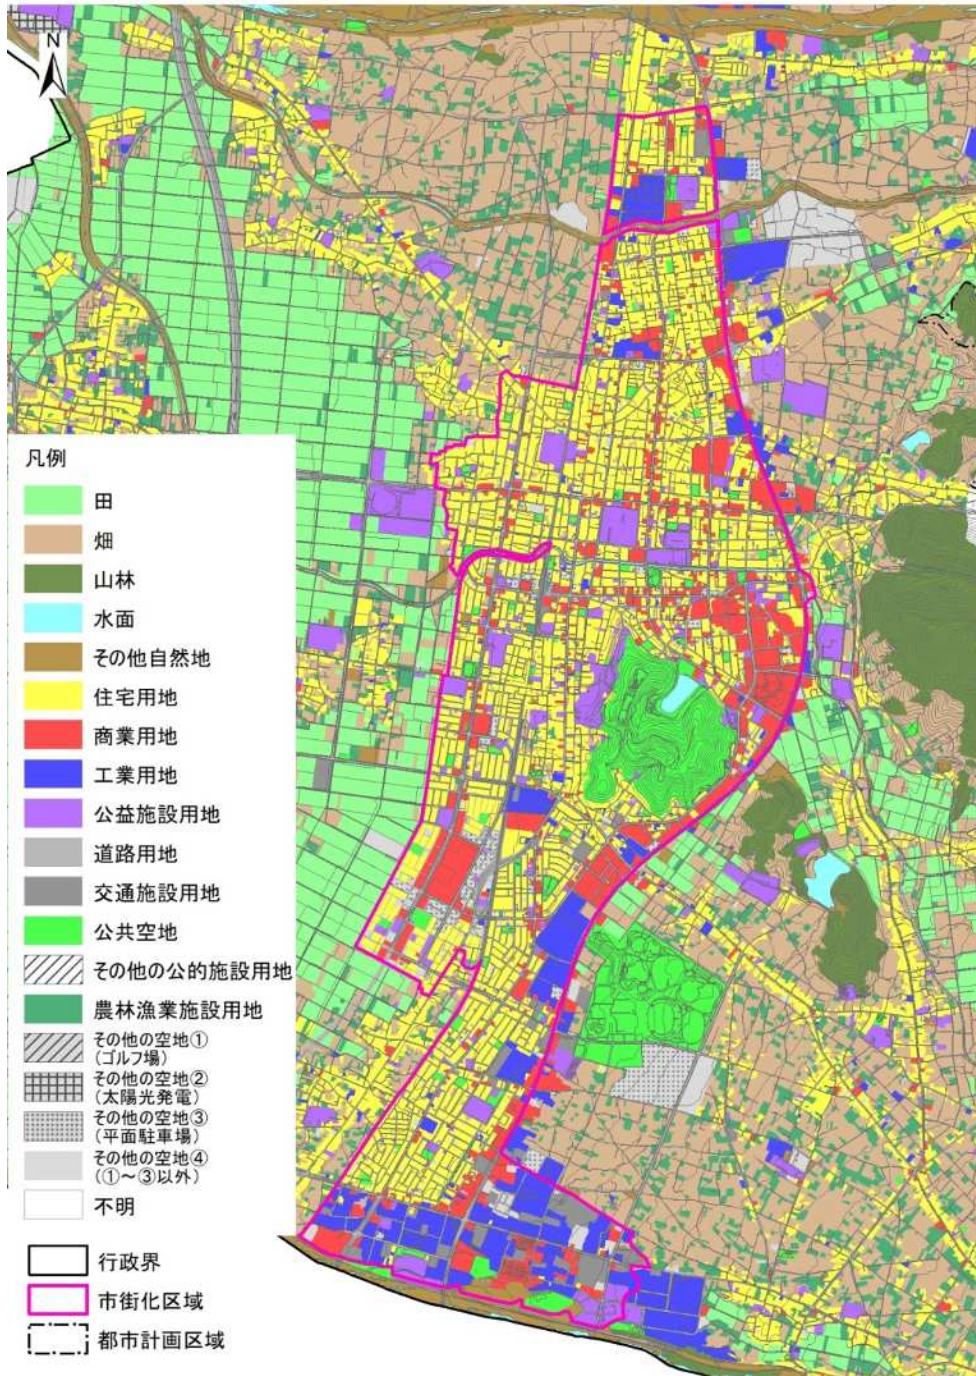 N
凡例
田
畑
山林
水面
その他自然地
住宅用地
商業用地
工業用地
公益施設用地
道路用地
交通施設用地
公共空地
その他の公的施設用地
農林漁業施設用地
その他の空地①
(ゴルフ場)
その他の空地②
(太陽光発電)
その他の空地③
(平面駐車場)
その他の空地④
(①～③以外)
不明
行政界
市街化区域
都市計画区域